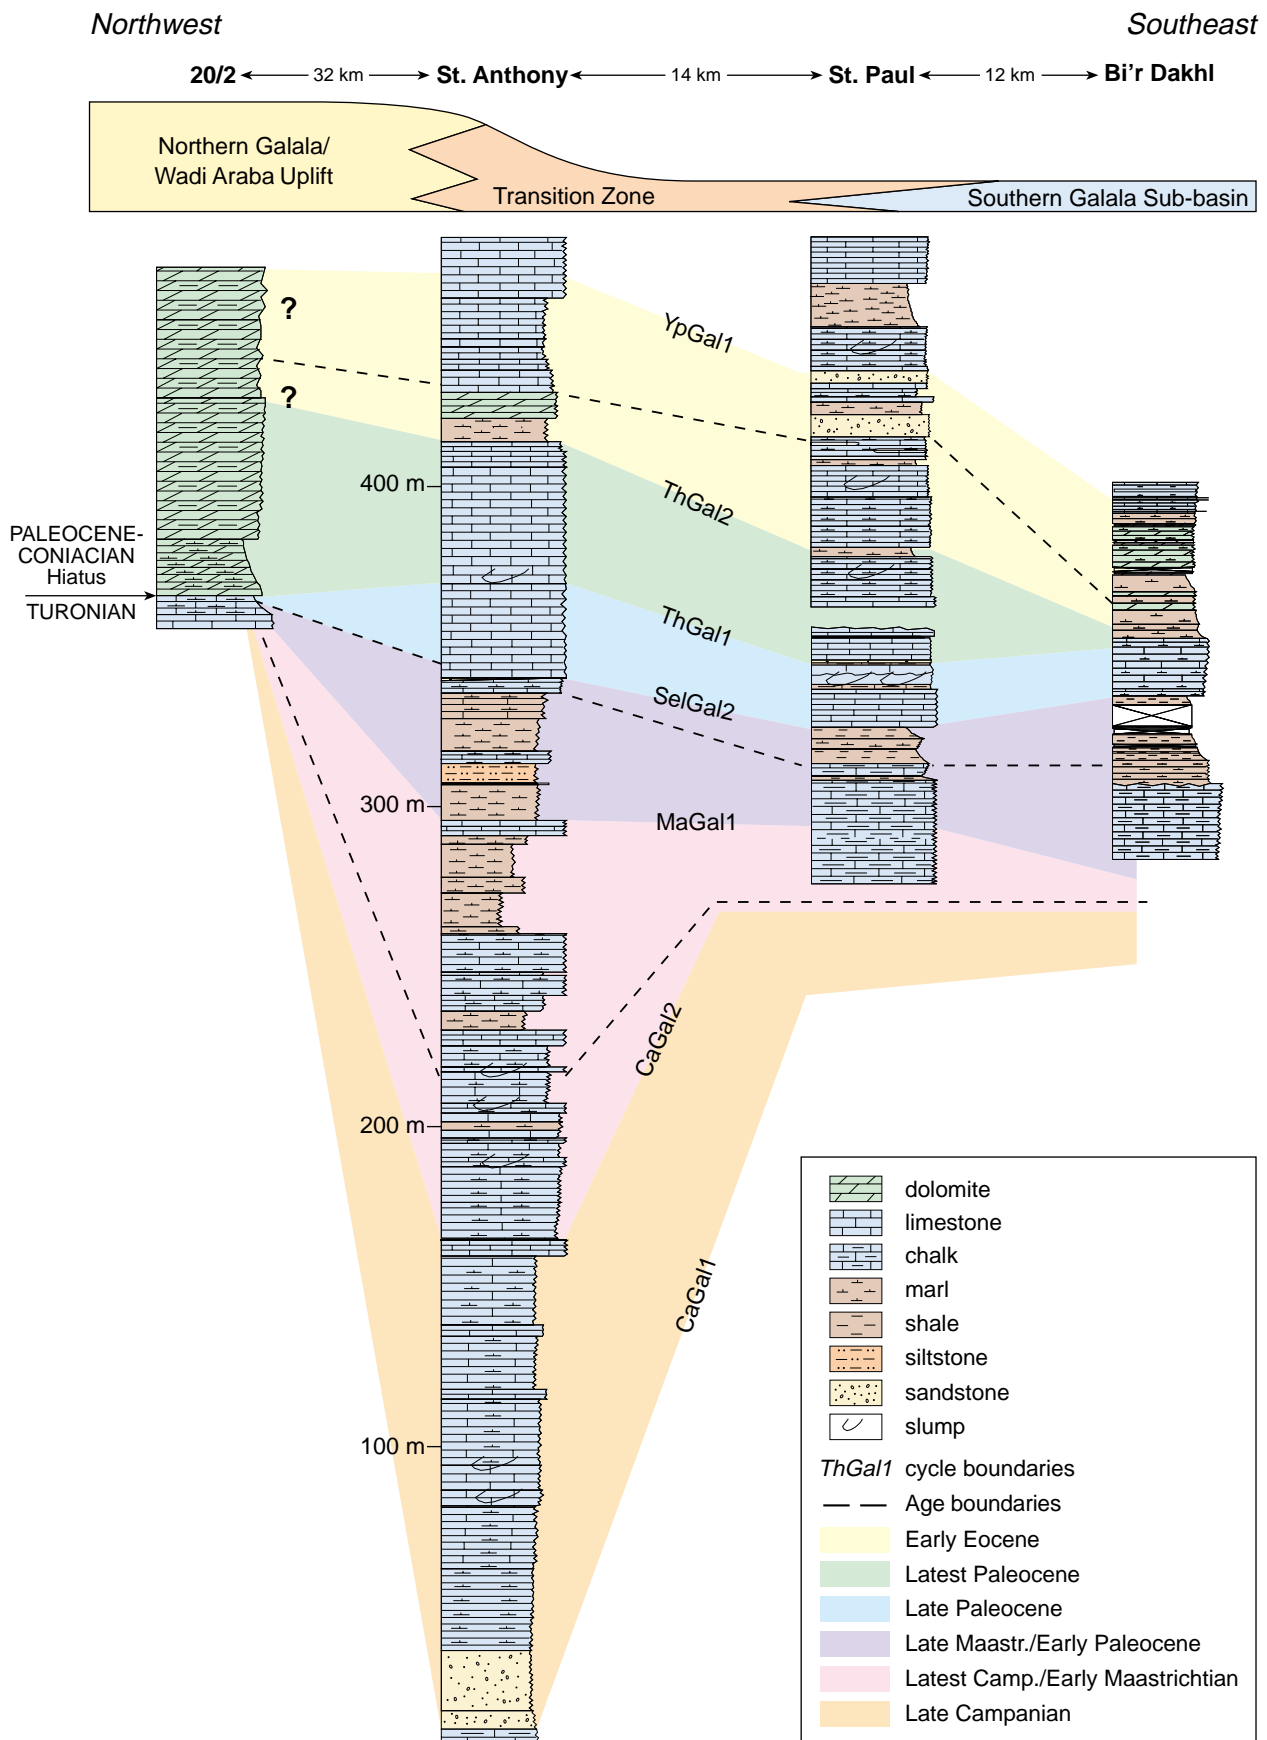 Northwest
Southeast
20/2
32 km
St. Anthony
14 km
St. Paul
12 km
Bi'r Dakhl
Northern Galala/
Wadi Araba Uplift
Transition Zone
Southern Galala Sub-basin
?
YpGal1
?
400 m
ThGal2
PALEOCENE-
CONIACIAN
Hiatus
TURONIAN
ThGal1
SelGal2
300 m
MaGal1
CaGal2
200 m
CaGal1
100 m
dolomite
limestone
chalk
marl
shale
siltstone
sandstone
slump
ThGal1 cycle boundaries
Age boundaries
Early Eocene
Latest Paleocene
Late Paleocene
Late Maastr./Early Paleocene
Latest Camp./Early Maastrichtian
Late Campanian